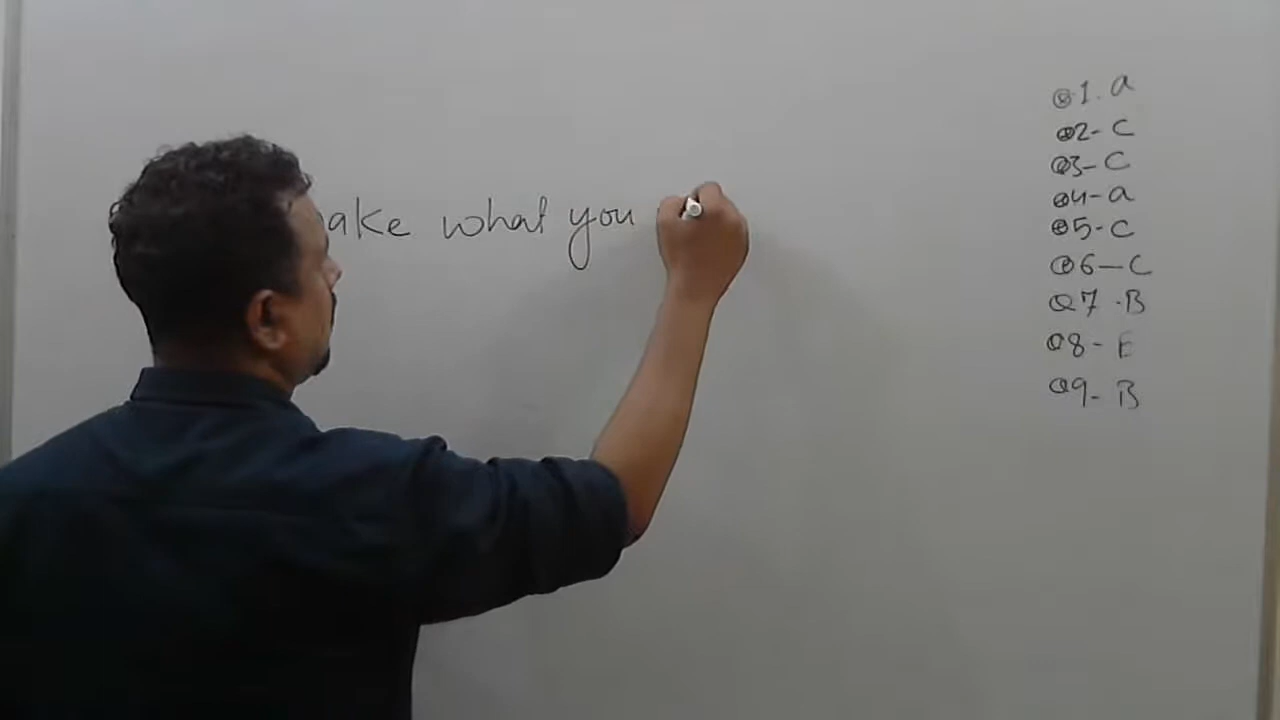 ake what you
Q1. a
Q2- C
Q3- C
Q4- a
Q5- C
Q6- C
Q7 - B
Q8- E
Q9- B